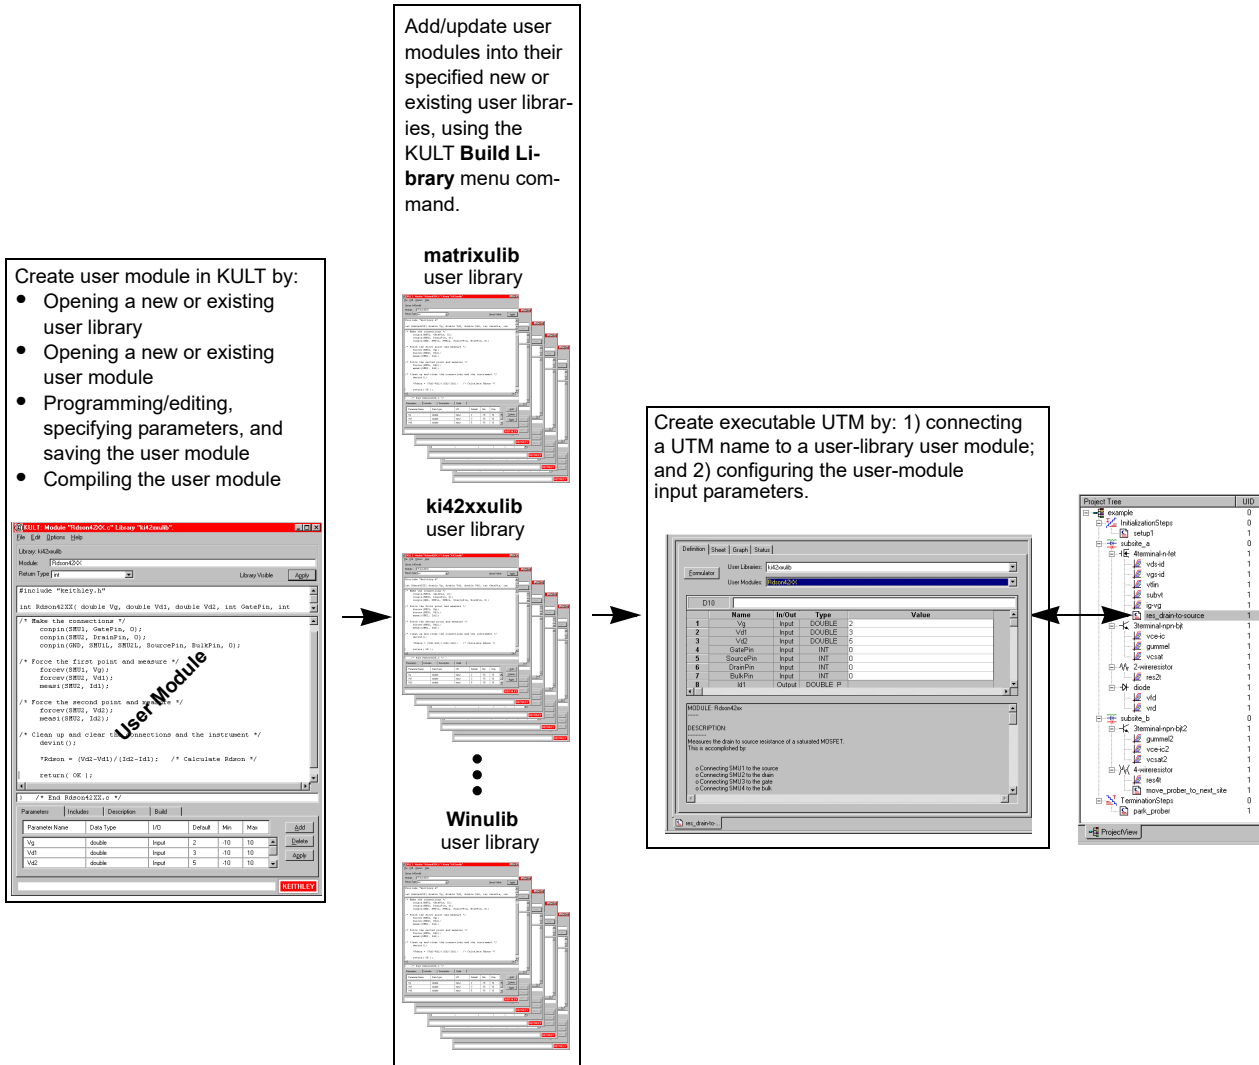 Add/update user
modules into their
specified new or
existing user librar-
ies, using the
KULT Build Li-
brary menu com-
mand.
matrixulib
user library
ki42xxulib
user library
Winulib
user library
Create user module in KULT by:
• Opening a new or existing
user library
• Opening a new or existing
user module
• Programming/editing,
specifying parameters, and
saving the user module
• Compiling the user module
KULT: Module "Rdson42XX.c" Library "ki42xxulib".
File Edit Options Help
Library: ki42xxulib
Module: Rdson42XX
Return Type: int Library Visible Apply
#include "keithley.h"
int Rdson42XX( double Vg, double Vd1, double Vd2, int GatePin, int
/* Make the connections */
conpin(SMU1, GatePin, 0);
conpin(SMU2, DrainPin, 0);
conpin(GND, SMU1L, SMU2L, SourcePin, BulkPin, 0);
/* Force the first point and measure */
forcev(SMU1, Vg);
forcev(SMU2, Vd1);
measi(SMU2, Id1);
/* Force the second point and measure */
forcev(SMU2, Vd2);
measi(SMU2, Id2);
/* Clean up and clear the connections and the instrument */
devint();
*Rdson = (Vd2-Vd1)/(Id2-Id1); /* Calculate Rdson */
return( OK );
} /* End Rdson42XX.c */
User Module
Parameters Includes Description Build
Parameter Name Data Type I/O Default Min Max Add
Vg double Input 2 -10 10 Delete
Vd1 double Input 3 -10 10 Apply
Vd2 double Input 5 -10 10
KEITHLEY
Create executable UTM by: 1) connecting
a UTM name to a user-library user module;
and 2) configuring the user-module
input parameters.
Definition Sheet Graph Status
Formulator User Libraries: ki42xxulib
User Modules: Rdson42XX
D10
Name In/Out Type Value
1 Vg Input DOUBLE 2
2 Vd1 Input DOUBLE 3
3 Vd2 Input DOUBLE 5
4 GatePin Input INT 0
5 SourcePin Input INT 0
6 DrainPin Input INT 0
7 BulkPin Input INT 0
8 Id1 Output DOUBLE_P
MODULE: Rdson42xx
DESCRIPTION:
Measures the drain to source resistance of a saturated MOSFET.
This is accomplished by:
o Connecting SMU1 to the source
o Connecting SMU2 to the drain
o Connecting SMU3 to the gate
o Connecting SMU4 to the bulk
res_drain-to-...
Project Tree UID
example 0
InitializationSteps 0
setup1 1
subsite_a 0
4terminal-n-fet 1
vds-id 1
vgs-id 1
vtlin 1
subvt 1
ig-vg 1
res_drain-to-source 1
3terminal-npn-bjt 1
vce-ic 1
gummel 1
vcsat 1
2-wireresistor 1
res2t 1
diode 1
vfd 1
vrd 1
subsite_b 0
3terminal-npn-bjt2 1
gummel2 1
vce-ic2 1
vcsat2 1
4-wireresistor 1
res4t 1
move_prober_to_next_site 1
TerminationSteps 0
park_prober 1
ProjectView